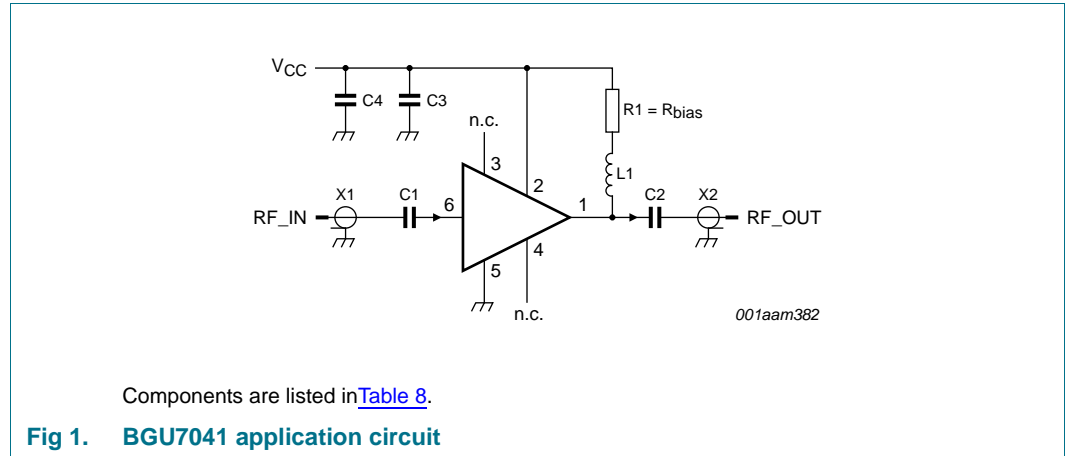 VCC
C4
C3
R1 = Rbias
n.c.
3
2
L1
X1
C1
6
1
C2
X2
RF_IN
RF_OUT
4
5
n.c.
001aam382
Components are listed inTable 8.
Fig 1. BGU7041 application circuit